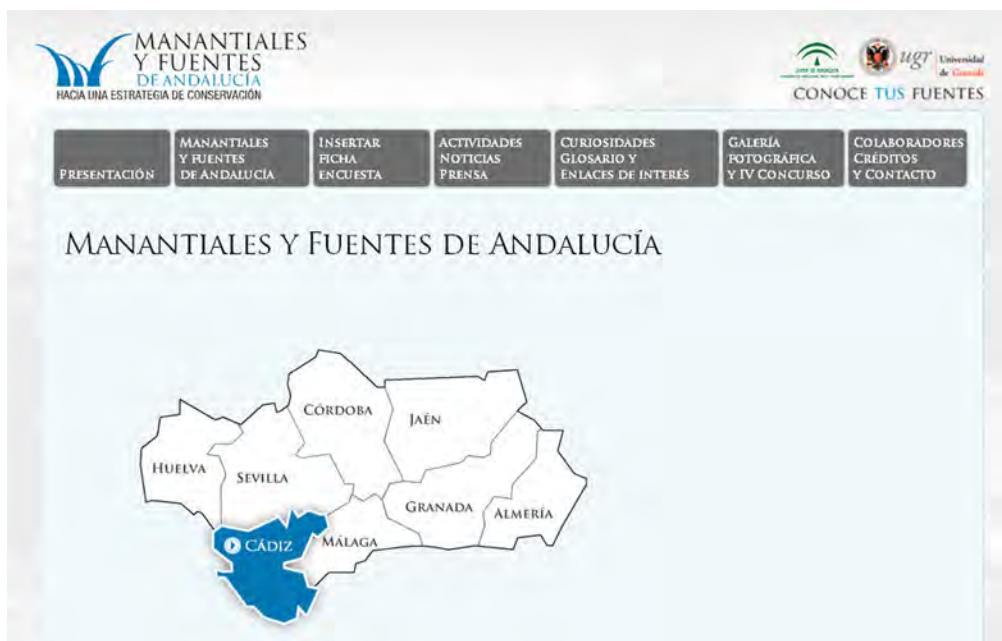 MANANTIALES
Y FUENTES
DE ANDALUCÍA
HACIA UNA ESTRATEGIA DE CONSERVACIÓN
ugr Universidad
de Granada
CONOCE TUS FUENTES
PRESENTACIÓN
MANANTIALES
Y FUENTES
DE ANDALUCÍA
INSERTAR
FICHA
ENCUESTA
ACTIVIDADES
NOTICIAS
PRENSA
CURIOSIDADES
GLOSARIO Y
ENLACES DE INTERÉS
GALERÍA
FOTOGRÁFICA
Y IV CONCURSO
COLABORADORES
CRÉDITOS
Y CONTACTO
MANANTIALES Y FUENTES DE ANDALUCÍA
CÓRDOBA
JAÉN
HUELVA
SEVILLA
GRANADA
ALMERÍA
CÁDIZ
MÁLAGA